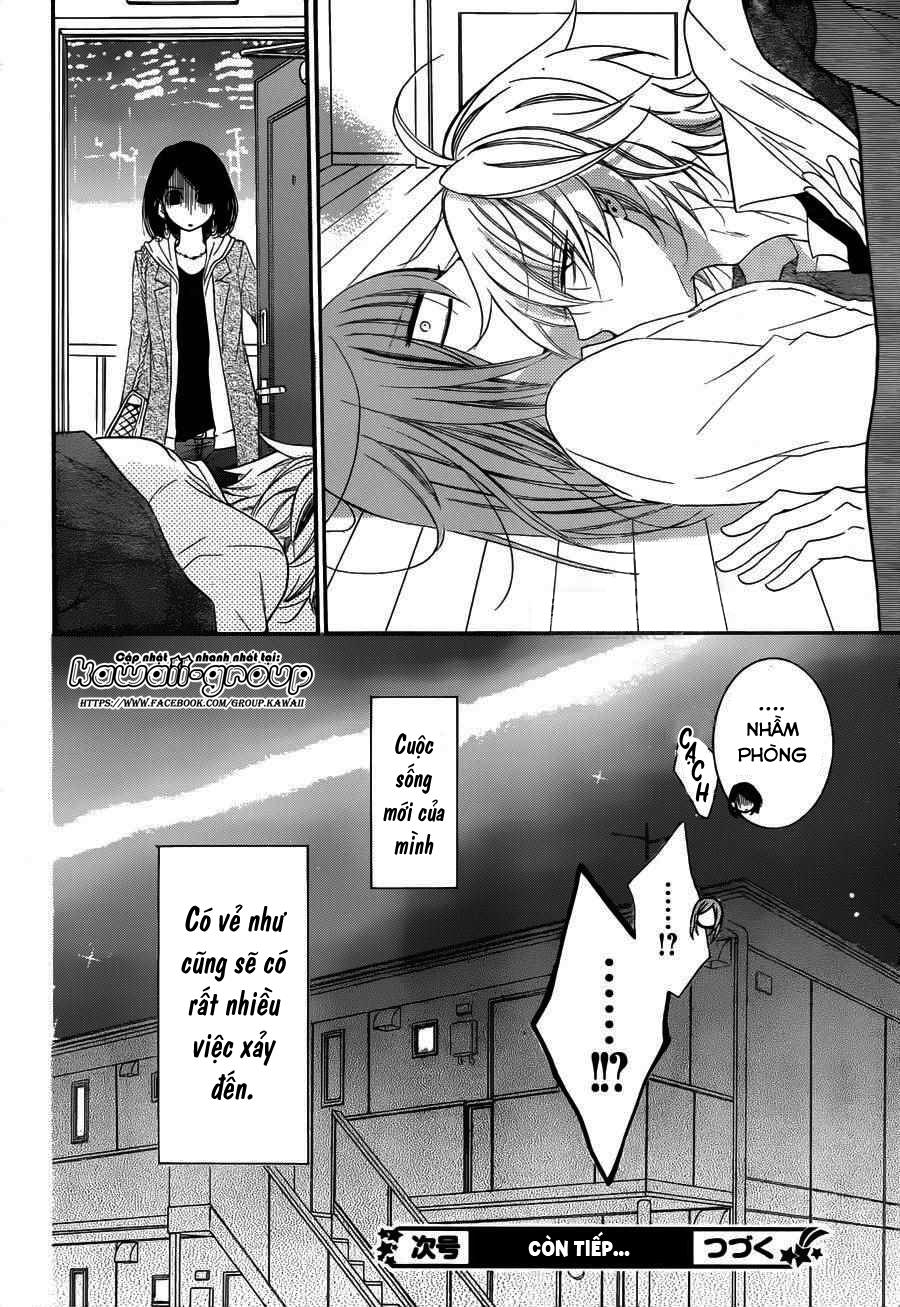 Cập nhật nhanh nhất tại:
kawaii-group
HTTPS://WWW.FACEBOOK.COM/GROUP.KAWAII
....
NHẦM
PHÒNG
CẠCH
......!?
......!!?
Cuộc
sống
mới của
mình
Có vẻ như
cũng sẽ có
rất nhiều
việc xảy
đến.
次号 CÒN TIẾP... つづく